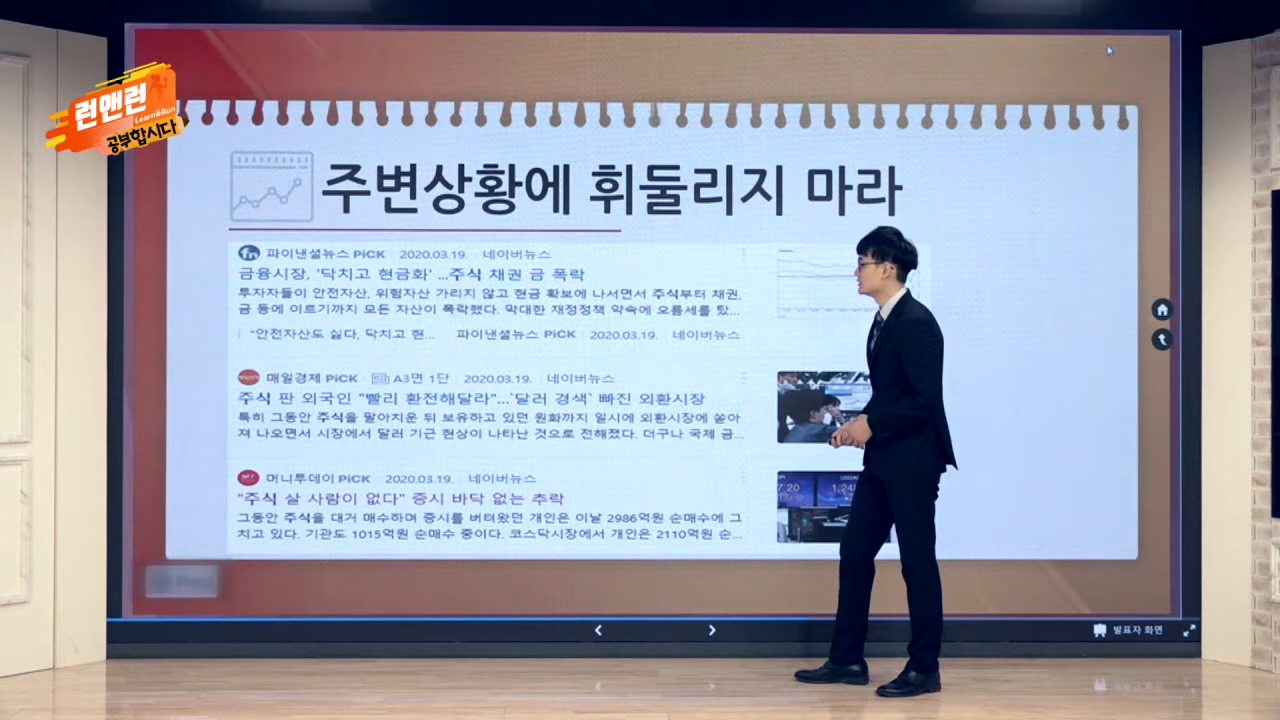 런앤런
Learn&Run
공부합시다
주변상황에 휘둘리지 마라
fn 파이낸셜뉴스 PiCK 2020.03.19. 네이버뉴스
금융시장, '닥치고 현금화' ...주식 채권 금 폭락
투자자들이 안전자산, 위험자산 가리지 않고 현금 확보에 나서면서 주식부터 채권,
금 등에 이르기까지 모든 자산이 폭락했다. 막대한 재정정책 약속에 오름세를 탔...
"안전자산도 싫다, 닥치고 현... 파이낸셜뉴스 PiCK 2020.03.19. 네이버뉴스
매일경제 PiCK A3면 1단 2020.03.19. 네이버뉴스
주식 판 외국인 "빨리 환전해달라"...`달러 경색` 빠진 외환시장
특히 그동안 주식을 팔아치운 뒤 보유하고 있던 원화까지 일시에 외환시장에 쏟아
져 나오면서 시장에서 달러 기근 현상이 나타난 것으로 전해졌다. 더구나 국제 금...
머니투데이 PiCK 2020.03.19. 네이버뉴스
"주식 살 사람이 없다" 증시 바닥 없는 추락
그동안 주식을 대거 매수하며 증시를 버텨왔던 개인은 이날 2986억원 순매수에 그
치고 있다. 기관도 1015억원 순매수 중이다. 코스닥시장에서 개인은 2110억원 순...
발표자 화면